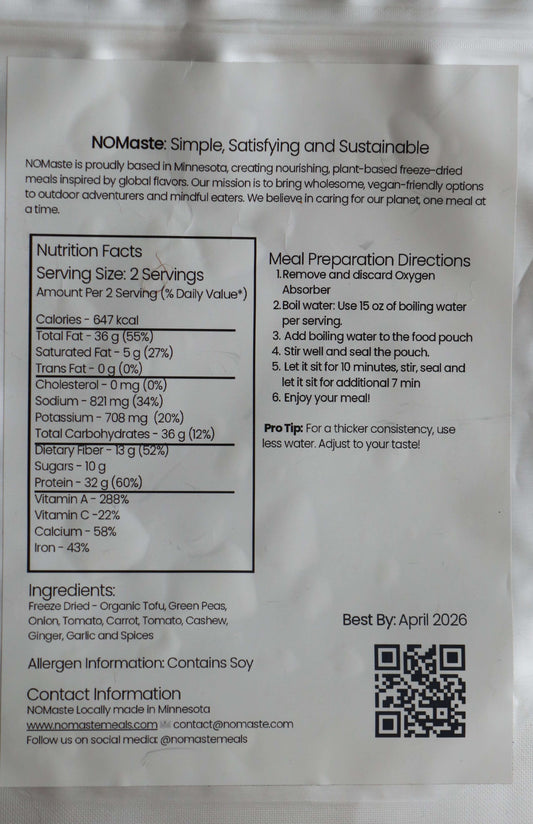 NOMaste: Simple, Satisfying and Sustainable
NOMaste is proudly based in Minnesota, creating nourishing, plant-based freeze-dried
meals inspired by global flavors. Our mission is to bring wholesome, vegan-friendly options
to outdoor adventurers and mindful eaters. We believe in caring for our planet, one meal at
a time.
Nutrition Facts
Serving Size: 2 Servings
Amount Per 2 Serving (% Daily Value*)
Calories - 647 kcal
Total Fat - 36 g (55%)
Saturated Fat - 5 g (27%)
Trans Fat - 0 g (0%)
Cholesterol - 0 mg (0%)
Sodium - 821 mg (34%)
Potassium - 708 mg (20%)
Total Carbohydrates - 36 g (12%)
Dietary Fiber - 13 g (52%)
Sugars - 10 g
Protein - 32 g (60%)
Vitamin A - 288%
Vitamin C -22%
Calcium - 58%
Iron - 43%
Meal Preparation Directions
1. Remove and discard Oxygen
Absorber
2. Boil water: Use 15 oz of boiling water
per serving.
3. Add boiling water to the food pouch
4. Stir well and seal the pouch.
5. Let it sit for 10 minutes, stir, seal and
let it sit for additional 7 min
6. Enjoy your meal!
Pro Tip: For a thicker consistency, use
less water. Adjust to your taste!
Ingredients:
Freeze Dried - Organic Tofu, Green Peas,
Onion, Tomato, Carrot, Tomato, Cashew,
Ginger, Garlic and Spices
Allergen Information: Contains Soy
Best By: April 2026
Contact Information
NOMaste Locally made in Minnesota
www.nomastemeals.com contact@nomaste.com
Follow us on social media: @nomastemeals